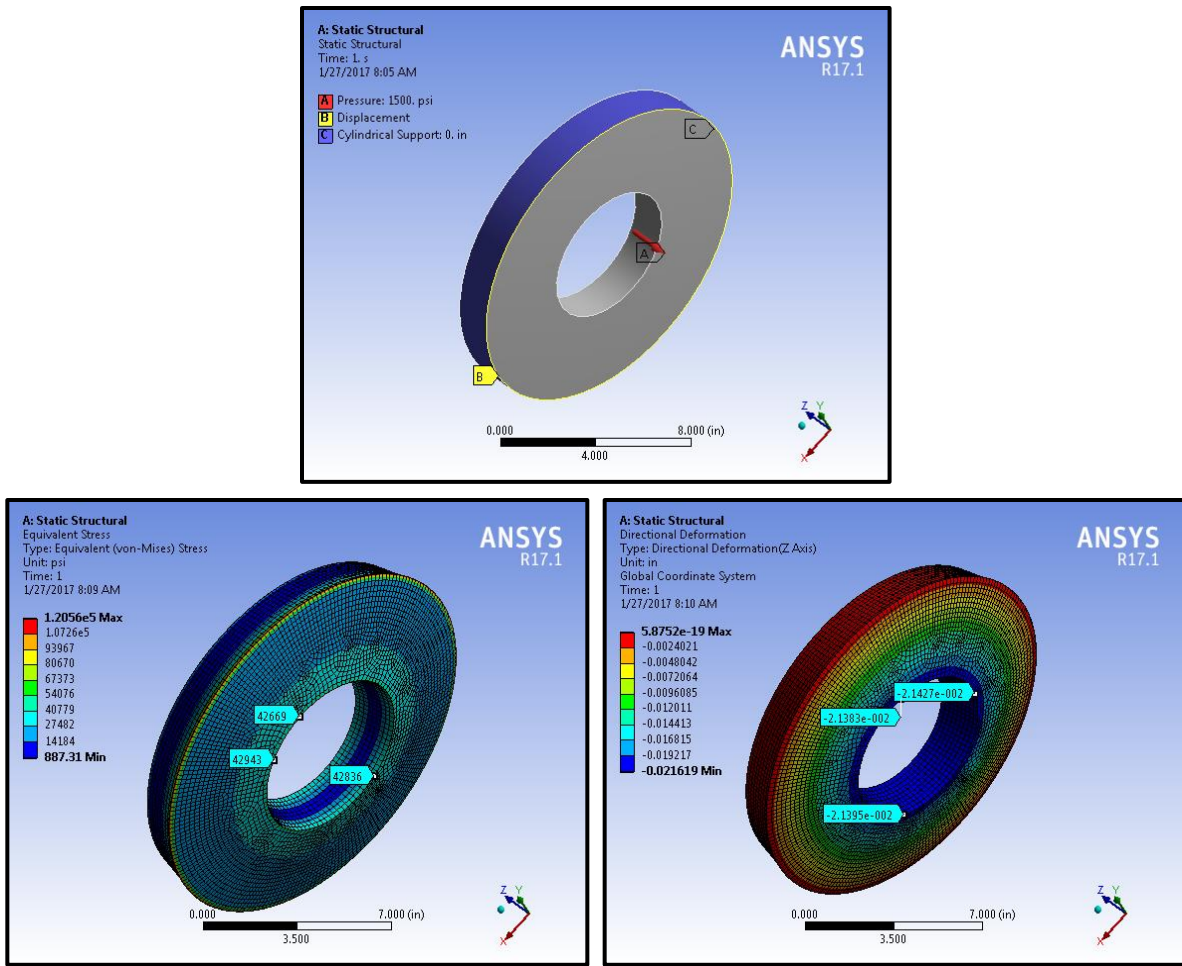 A: Static Structural
Static Structural
Time: 1. s
1/27/2017 8:05 AM
A Pressure: 1500. psi
B Displacement
C Cylindrical Support: 0. in
ANSYS
R17.1
C
A
B
0.000
8.000 (in)
4.000
Z
Y
X
A: Static Structural
Equivalent Stress
Type: Equivalent (von-Mises) Stress
Unit: psi
Time: 1
1/27/2017 8:09 AM
1.2056e5 Max
1.0726e5
93967
80670
67373
54076
40779
27482
14184
887.31 Min
ANSYS
R17.1
42669
42943
42836
0.000
7.000 (in)
3.500
Z
Y
X
A: Static Structural
Directional Deformation
Type: Directional Deformation(Z Axis)
Unit: in
Global Coordinate System
Time: 1
1/27/2017 8:10 AM
5.8752e-19 Max
-0.0024021
-0.0048042
-0.0072064
-0.0096085
-0.012011
-0.014413
-0.016815
-0.019217
-0.021619 Min
ANSYS
R17.1
-2.1427e-002
-2.1383e-002
-2.1395e-002
0.000
7.000 (in)
3.500
Z
Y
X